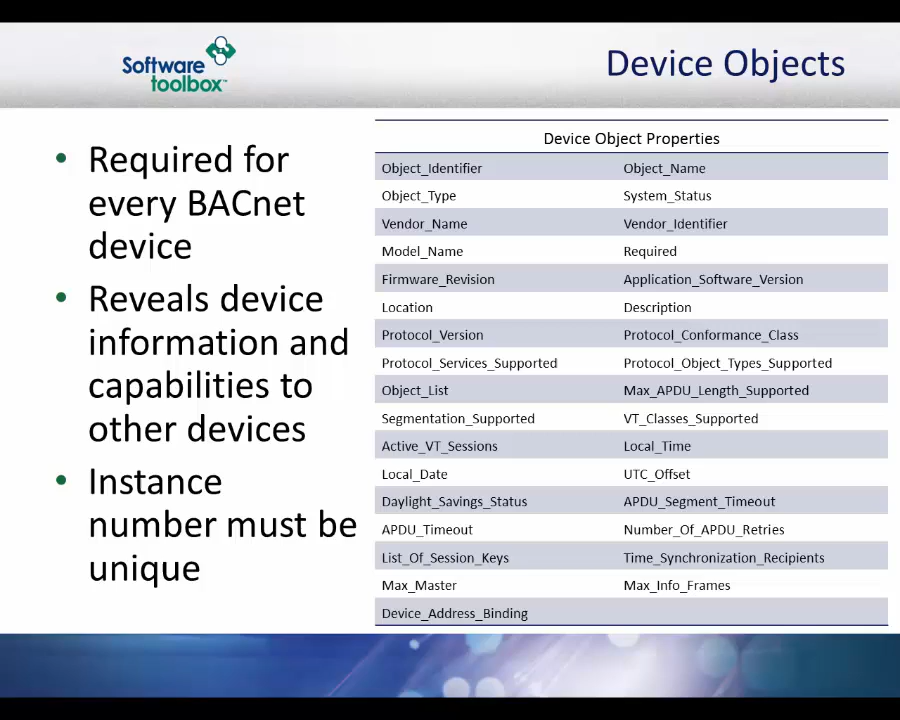 Software
toolbox™
Device Objects
• Required for
every BACnet
device
• Reveals device
information and
capabilities to
other devices
• Instance
number must be
unique
Device Object Properties
Object_Identifier Object_Name
Object_Type System_Status
Vendor_Name Vendor_Identifier
Model_Name Required
Firmware_Revision Application_Software_Version
Location Description
Protocol_Version Protocol_Conformance_Class
Protocol_Services_Supported Protocol_Object_Types_Supported
Object_List Max_APDU_Length_Supported
Segmentation_Supported VT_Classes_Supported
Active_VT_Sessions Local_Time
Local_Date UTC_Offset
Daylight_Savings_Status APDU_Segment_Timeout
APDU_Timeout Number_Of_APDU_Retries
List_Of_Session_Keys Time_Synchronization_Recipients
Max_Master Max_Info_Frames
Device_Address_Binding